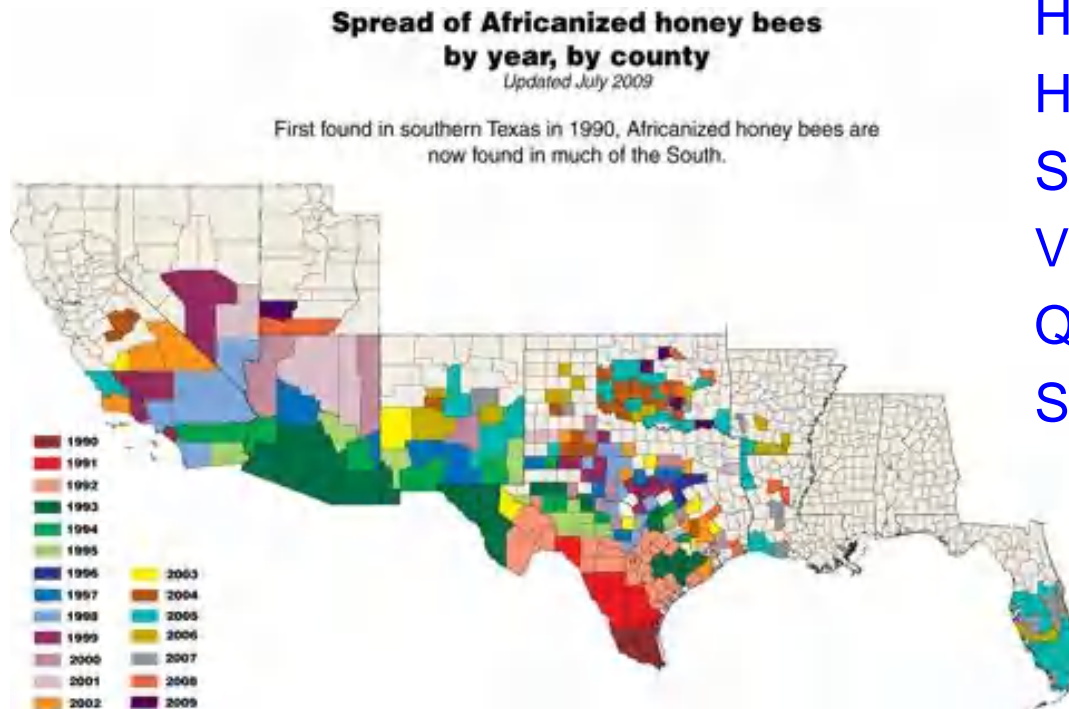 Spread of Africanized honey bees
by year, by county
Updated July 2009
First found in southern Texas in 1990, Africanized honey bees are
now found in much of the South.
H
H
S
V
Q
S
1990
1991
1992
1993
1994
1995
1996
1997
1998
1999
2000
2001
2002
2003
2004
2005
2006
2007
2008
2009